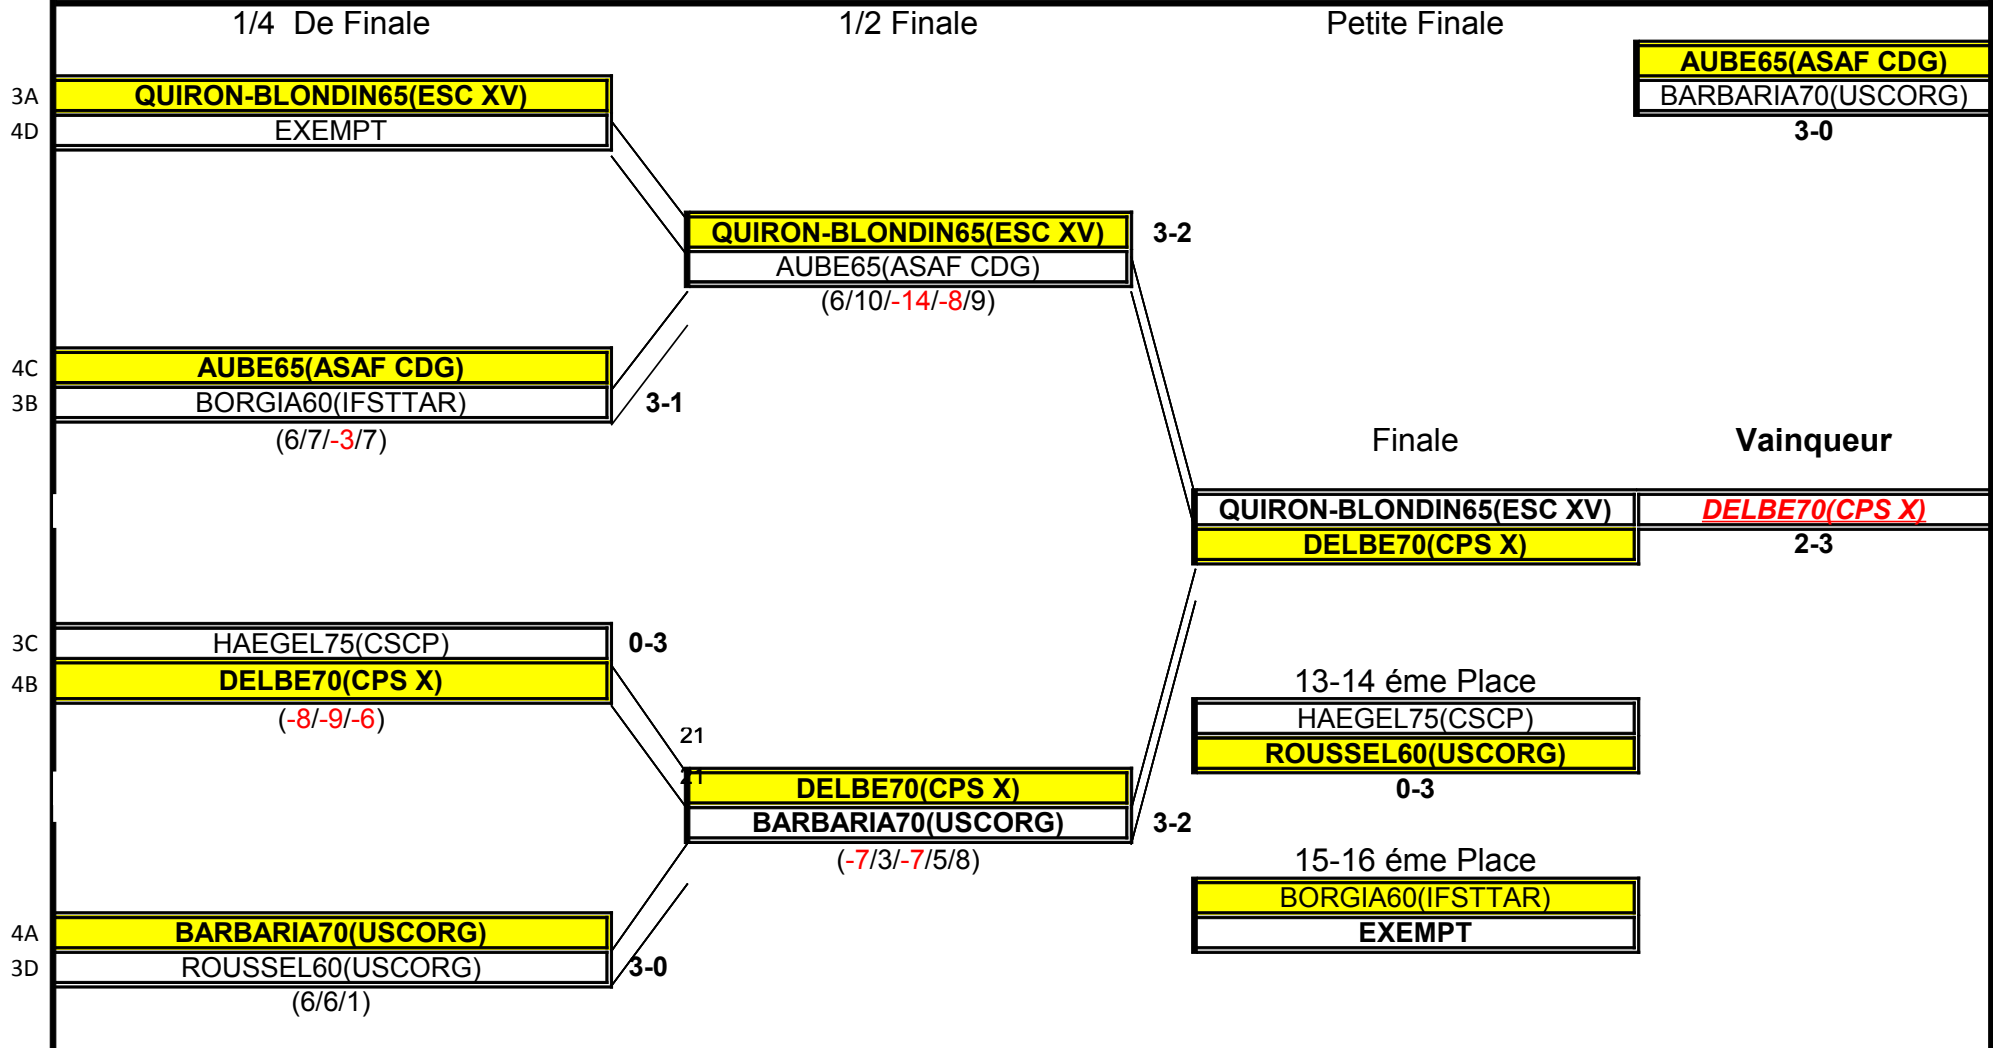 1/4  De Finale
1/2 Finale
Petite Finale
AUBE65(ASAF CDG)
BARBARIA70(USCORG)
3-0
3A QUIRON-BLONDIN65(ESC XV)
4D EXEMPT
QUIRON-BLONDIN65(ESC XV) 3-2
AUBE65(ASAF CDG)
(6/10/-14/-8/9)
4C AUBE65(ASAF CDG)
3B BORGIA60(IFSTTAR) 3-1
(6/7/-3/7)
Finale
Vainqueur
QUIRON-BLONDIN65(ESC XV)
DELBE70(CPS X)
DELBE70(CPS X)
2-3
3C HAEGEL75(CSCP) 0-3
4B DELBE70(CPS X)
(-8/-9/-6)
21
21
DELBE70(CPS X)
BARBARIA70(USCORG) 3-2
(-7/3/-7/5/8)
13-14 éme Place
HAEGEL75(CSCP)
ROUSSEL60(USCORG)
0-3
15-16 éme Place
BORGIA60(IFSTTAR)
EXEMPT
4A BARBARIA70(USCORG)
3D ROUSSEL60(USCORG) 3-0
(6/6/1)